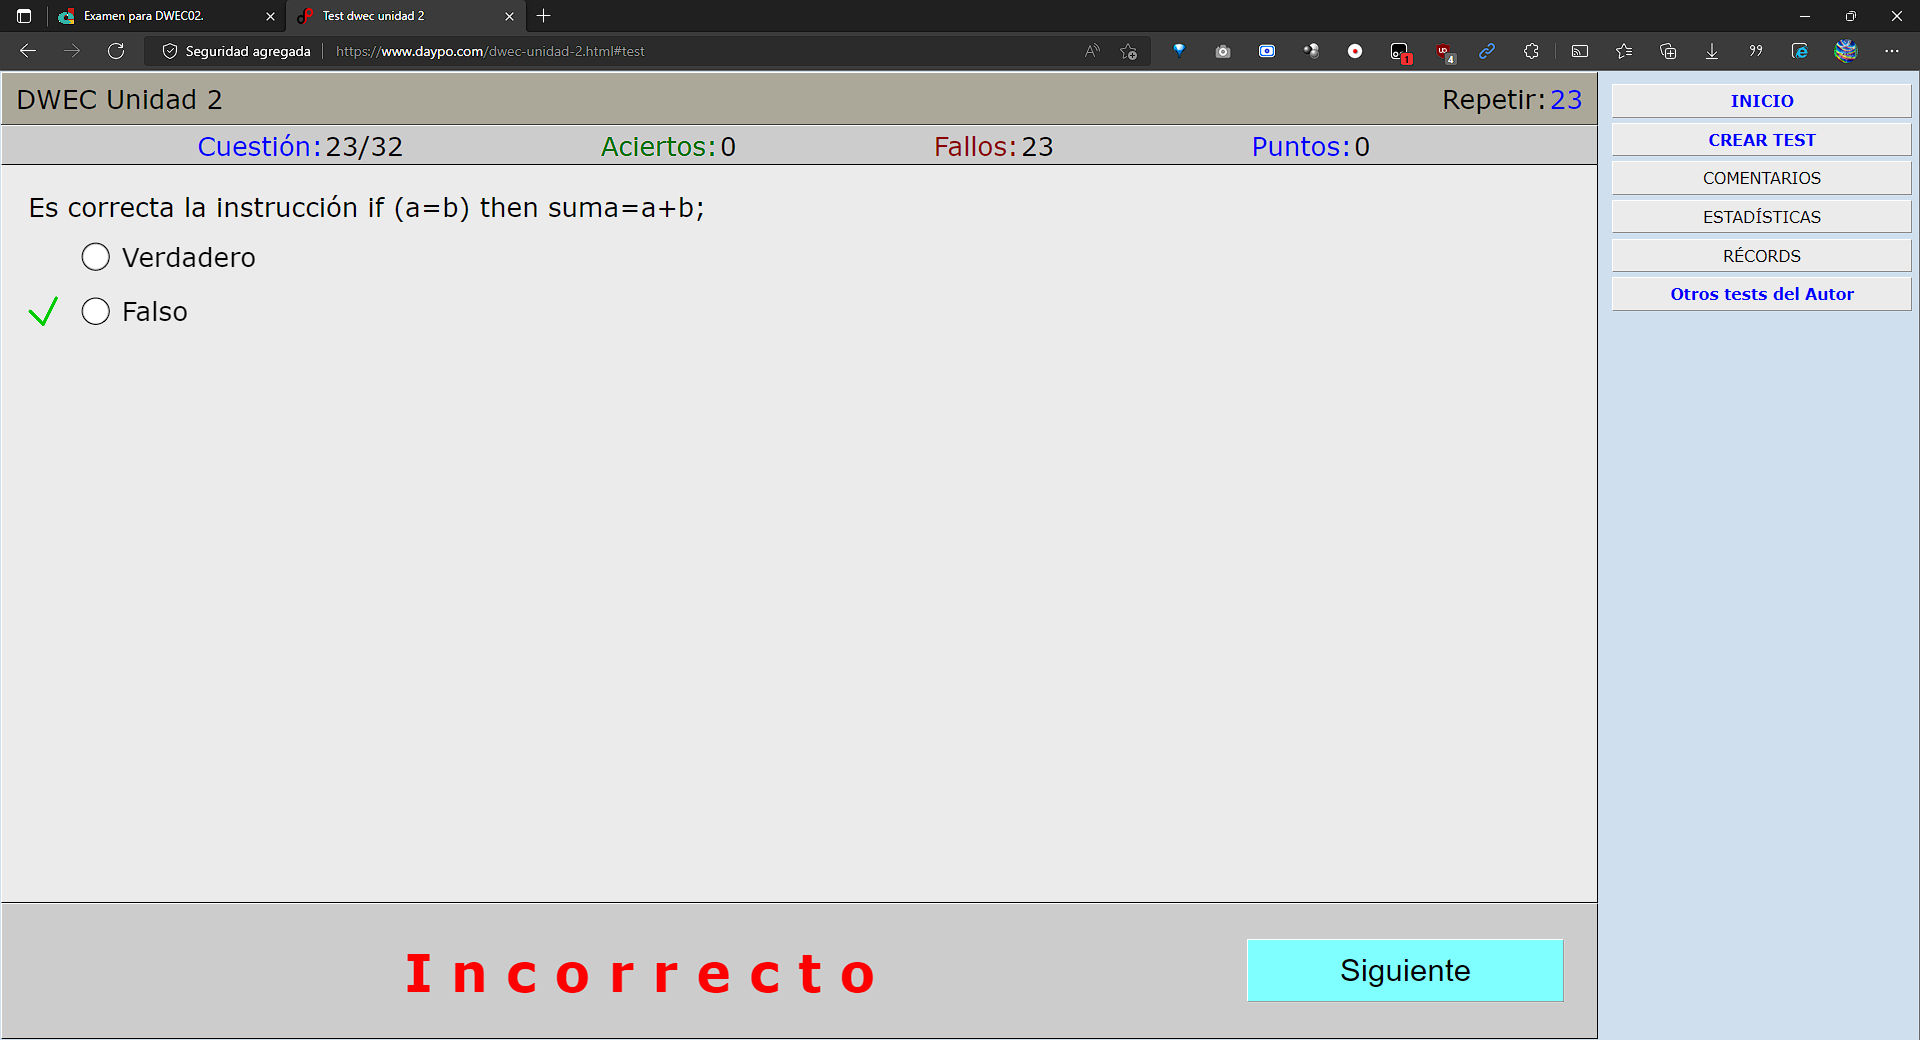 Examen para DWEC02.
Test dwec unidad 2
Seguridad agregada
https://www.daypo.com/dwec-unidad-2.html#test
1
4
DWEC Unidad 2
Repetir:23
Cuestión:23/32
Aciertos:0
Fallos:23
Puntos:0
Es correcta la instrucción if (a=b) then suma=a+b;
Verdadero
Falso
Incorrecto
Siguiente
INICIO
CREAR TEST
COMENTARIOS
ESTADÍSTICAS
RÉCORDS
Otros tests del Autor